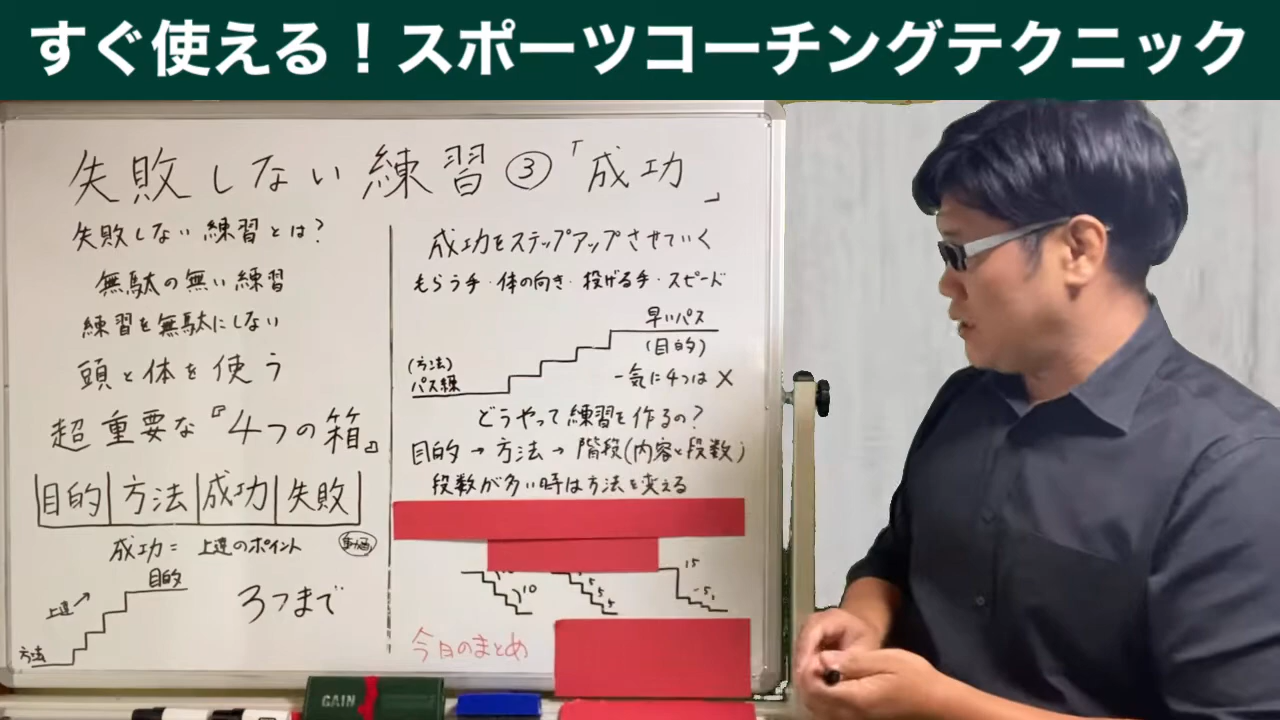 すぐ使える！スポーツコーチングテクニック
失敗しない練習③「成功」
失敗しない練習とは？
無駄の無い練習
練習を無駄にしない
頭と体を使う
超重要な『4つの箱』
目的 方法 成功 失敗
成功＝上達のポイント 動画
目的
上達
3つまで
方法
成功をステップアップさせていく
もらう手・体の向き・投げる手・スピード
早いパス
(目的)
(方法)
パス練
一気に4つは×
どうやって練習を作るの？
目的→方法→階段(内容と段数)
段数が多い時は方法を変える
10
5
5
5
15
-5
今日のまとめ
GAIN